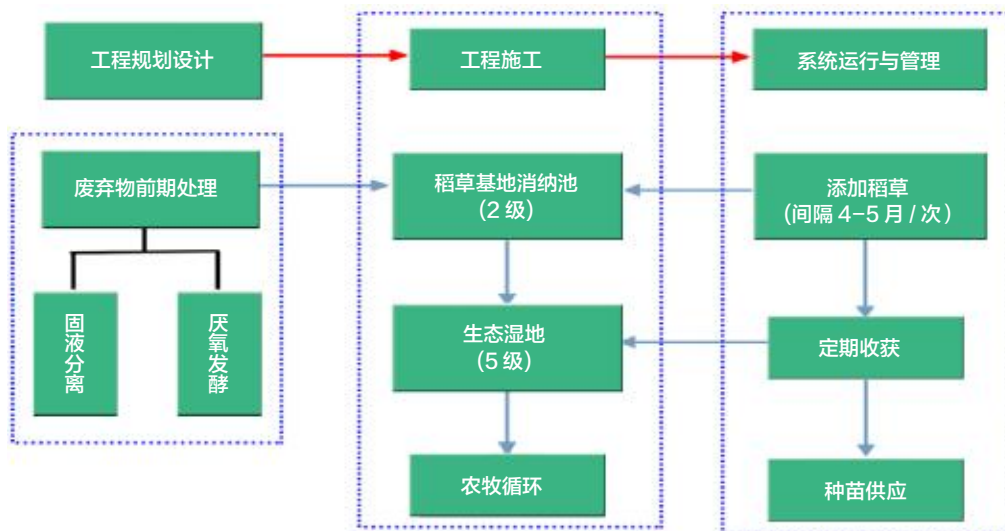 工程规划设计
工程施工
系统运行与管理
废弃物前期处理
稻草基地消纳池
(2 级)
添加稻草
(间隔 4-5 月 / 次)
固液分离
厌氧发酵
生态湿地
(5 级)
定期收获
农牧循环
种苗供应